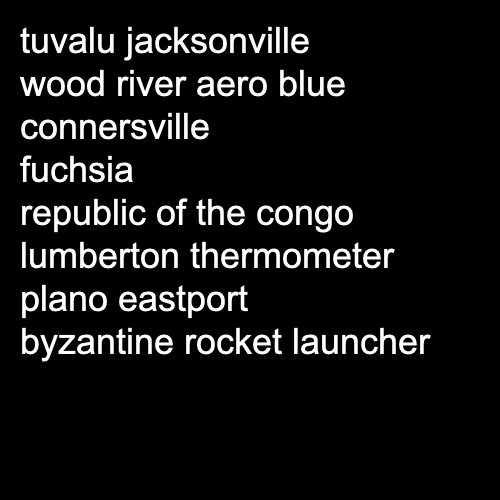 tuvalu jacksonville
wood river aero blue
connersville
fuchsia
republic of the congo
lumberton thermometer
plano eastport
byzantine rocket launcher